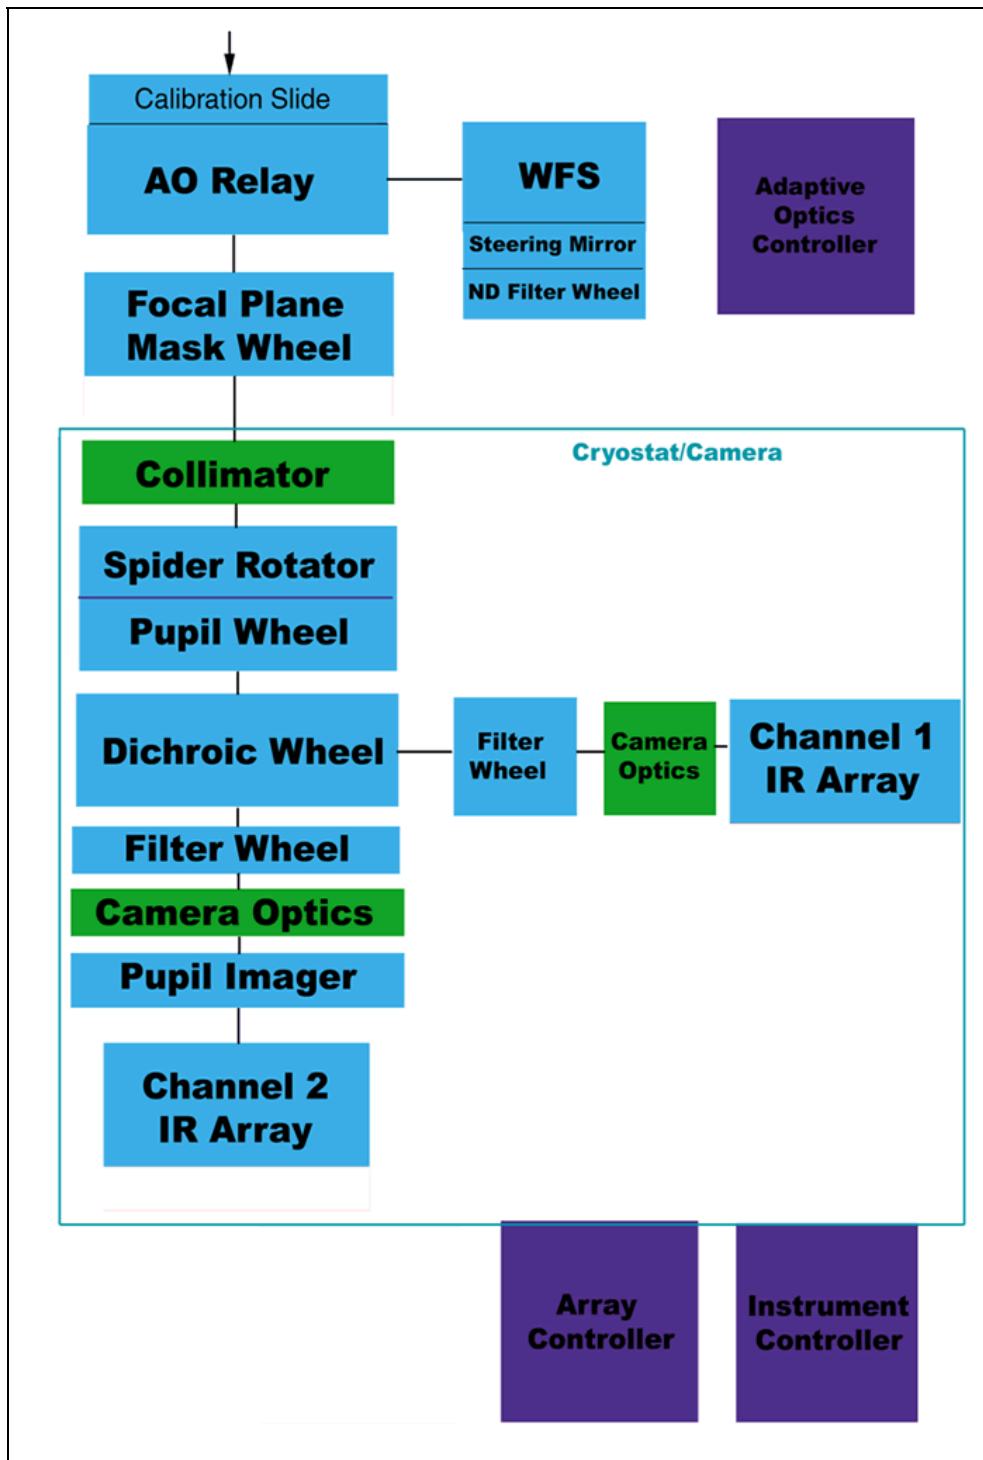 Calibration Slide
AO Relay
WFS
Steering Mirror
ND Filter Wheel
Adaptive
Optics
Controller
Focal Plane
Mask Wheel
Cryostat/Camera
Collimator
Spider Rotator
Pupil Wheel
Dichroic Wheel
Filter
Wheel
Camera
Optics
Channel 1
IR Array
Filter Wheel
Camera Optics
Pupil Imager
Channel 2
IR Array
Array
Controller
Instrument
Controller